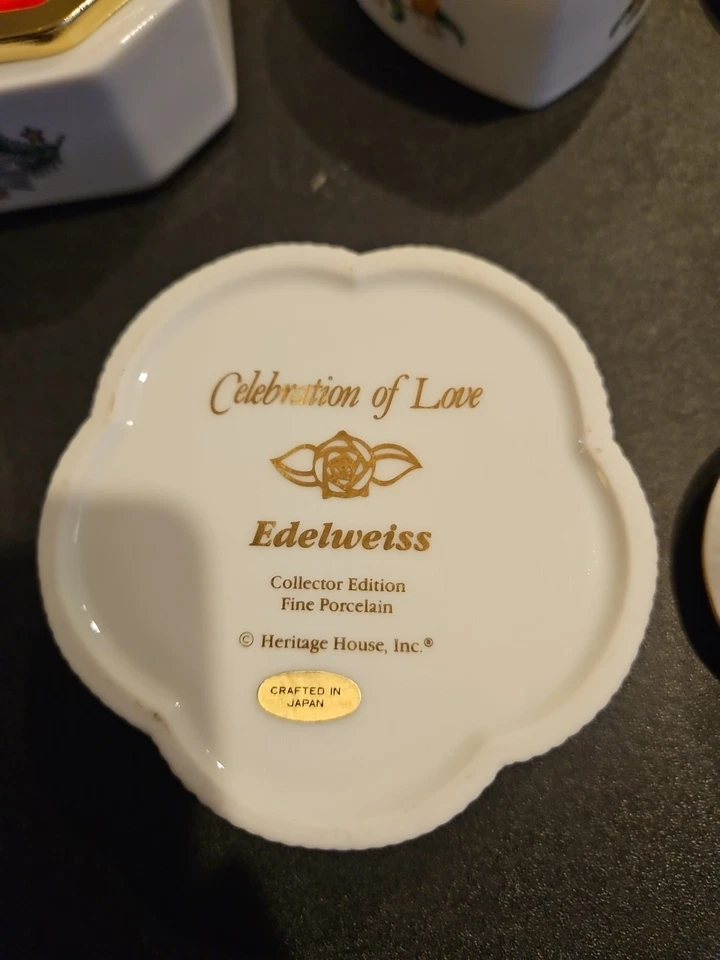 Celebration of Love
Edelweiss
Collector Edition
Fine Porcelain
© Heritage House, Inc.®
CRAFTED IN
JAPAN